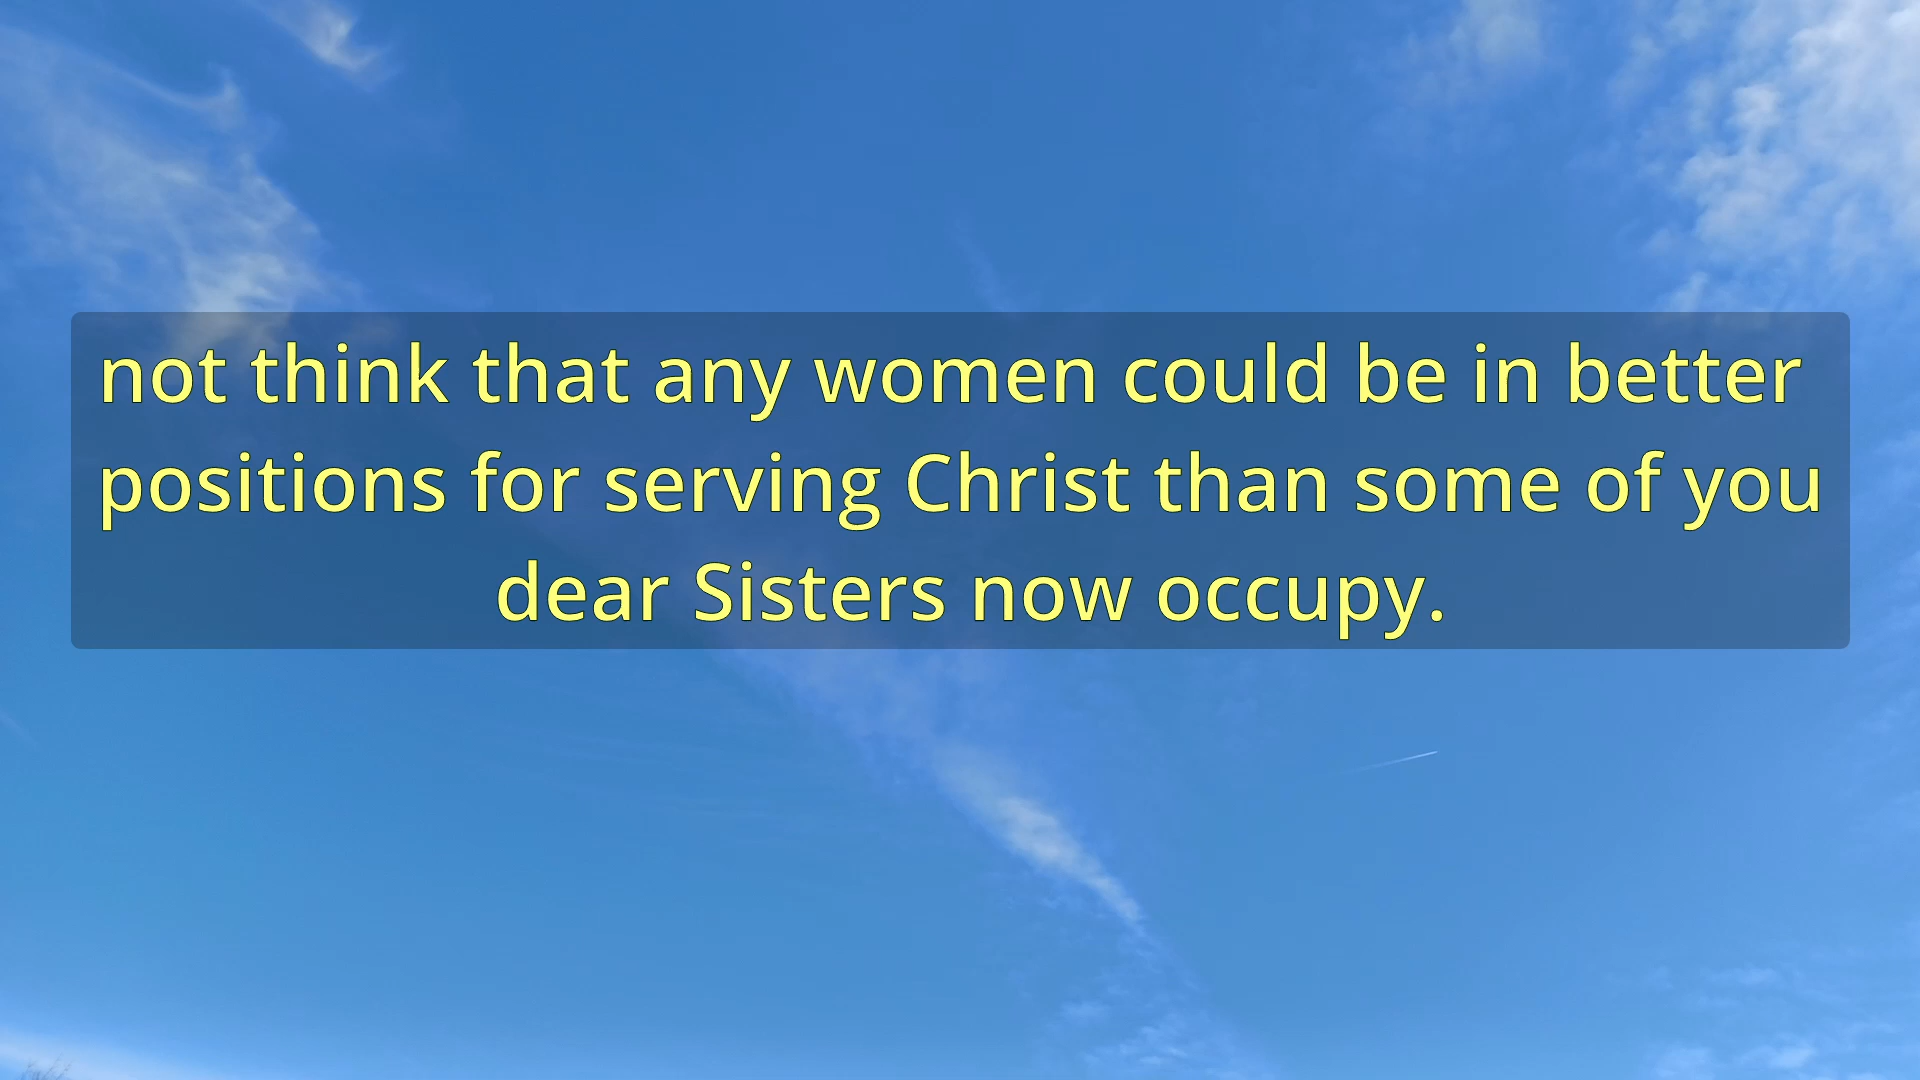 not think that any women could be in better
positions for serving Christ than some of you
dear Sisters now occupy.